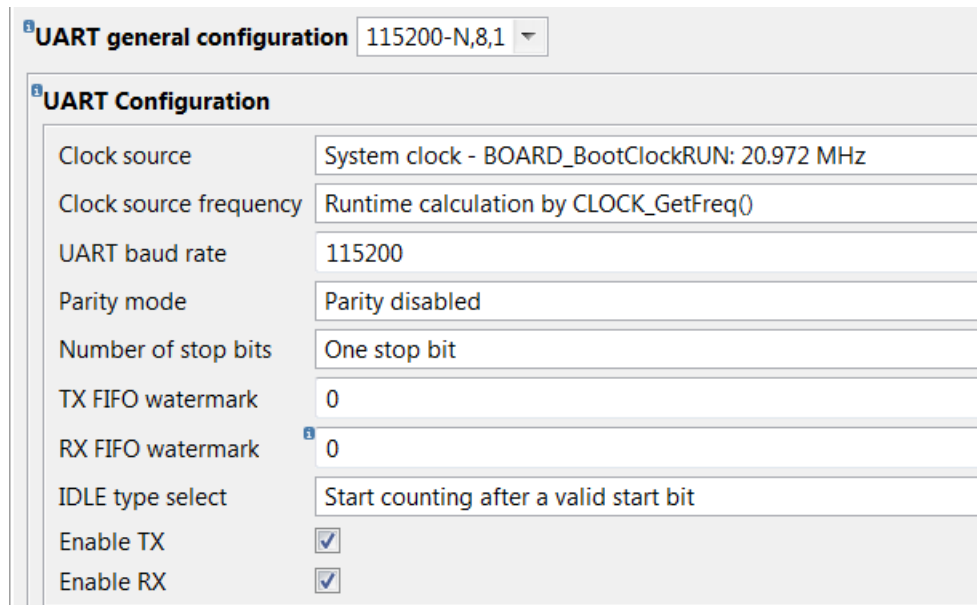 UART general configuration 115200-N,8,1
UART Configuration
Clock source System clock - BOARD_BootClockRUN: 20.972 MHz
Clock source frequency Runtime calculation by CLOCK_GetFreq()
UART baud rate 115200
Parity mode Parity disabled
Number of stop bits One stop bit
TX FIFO watermark 0
RX FIFO watermark 0
IDLE type select Start counting after a valid start bit
Enable TX
Enable RX